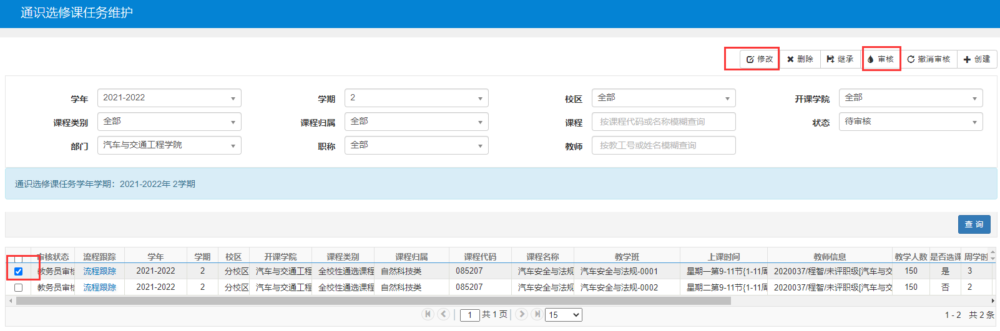 通识选修课任务维护
修改 删除 继承 审核 撤消审核 创建
学年 2021-2022 学期 2 校区 全部 开课学院 全部
课程类别 全部 课程归属 全部 课程 按课程代码或名称模糊查询 状态 待审核
部门 汽车与交通工程学院 职称 全部 教师 按教工号或姓名模糊查询
通识选修课任务学年学期：2021-2022年 2学期
查 询
审核状态 流程跟踪 学年 学期 校区 开课学院 课程类别 课程归属 课程代码 课程名称 教学班 上课时间 教师信息 教学人数 是否选课 周学时
教务员审核 流程跟踪 2021-2022 2 分校区 汽车与交通工程 全校性通选课程 自然科技类 085207 汽车安全与法规 汽车安全与法规-0001 星期一第9-11节{1-11周 2020037/程智/未评职级[汽车与交 150 是 3
教务员审核 流程跟踪 2021-2022 2 分校区 汽车与交通工程 全校性通选课程 自然科技类 085207 汽车安全与法规 汽车安全与法规-0002 星期二第9-11节{1-11周 2020037/程智/未评职级[汽车与交 150 否 2
1 共 1 页 15 1 - 2 共 2 条